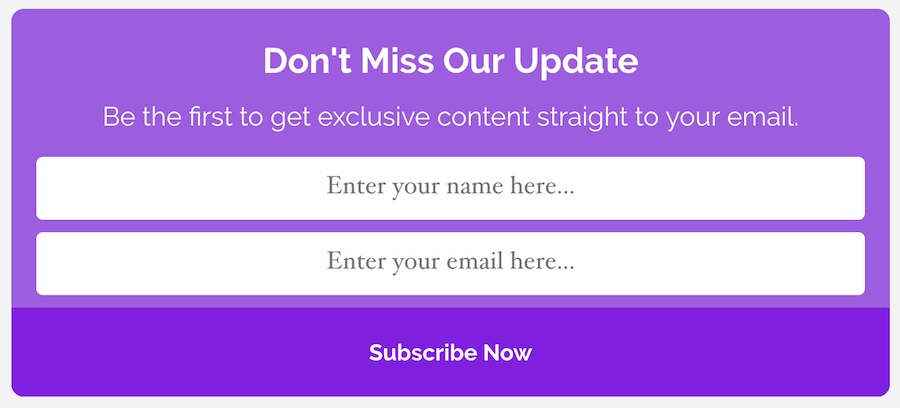 Don't Miss Our Update
Be the first to get exclusive content straight to your email.
Enter your name here...
Enter your email here...
Subscribe Now